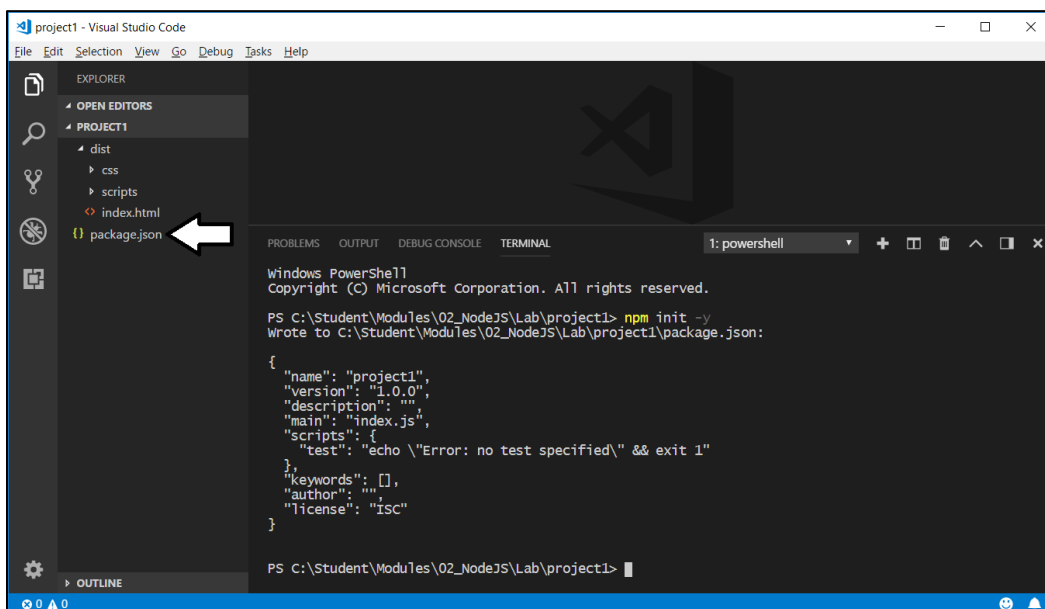 project1 - Visual Studio Code
File Edit Selection View Go Debug Tasks Help
EXPLORER
OPEN EDITORS
PROJECT1
dist
css
scripts
<> index.html
{} package.json
OUTLINE
PROBLEMS OUTPUT DEBUG CONSOLE TERMINAL 1: powershell
Windows PowerShell
Copyright (C) Microsoft Corporation. All rights reserved.
PS C:\Student\Modules\02_NodeJS\Lab\project1> npm init -y
Wrote to C:\Student\Modules\02_NodeJS\Lab\project1\package.json:
{
"name": "project1",
"version": "1.0.0",
"description": "",
"main": "index.js",
"scripts": {
"test": "echo \"Error: no test specified\" && exit 1"
},
"keywords": [],
"author": "",
"license": "ISC"
}
PS C:\Student\Modules\02_NodeJS\Lab\project1>
0 0